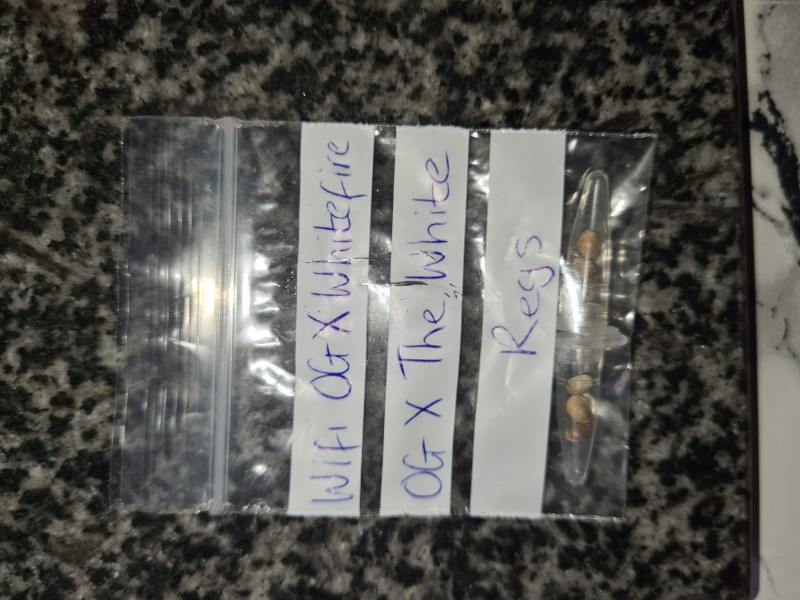 Wifi OG X Whitefire
OG X The White
Regs